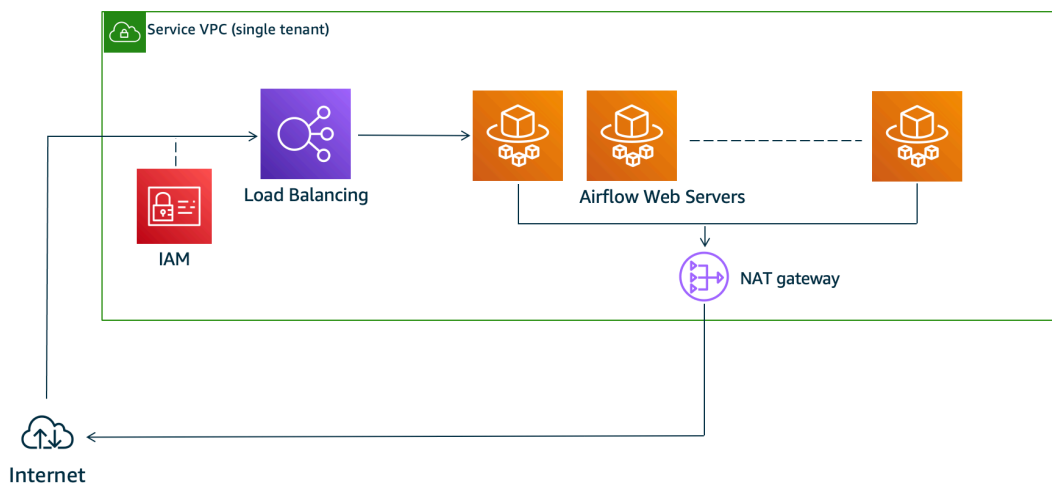 Service VPC (single tenant)
Load Balancing
Airflow Web Servers
IAM
NAT gateway
Internet